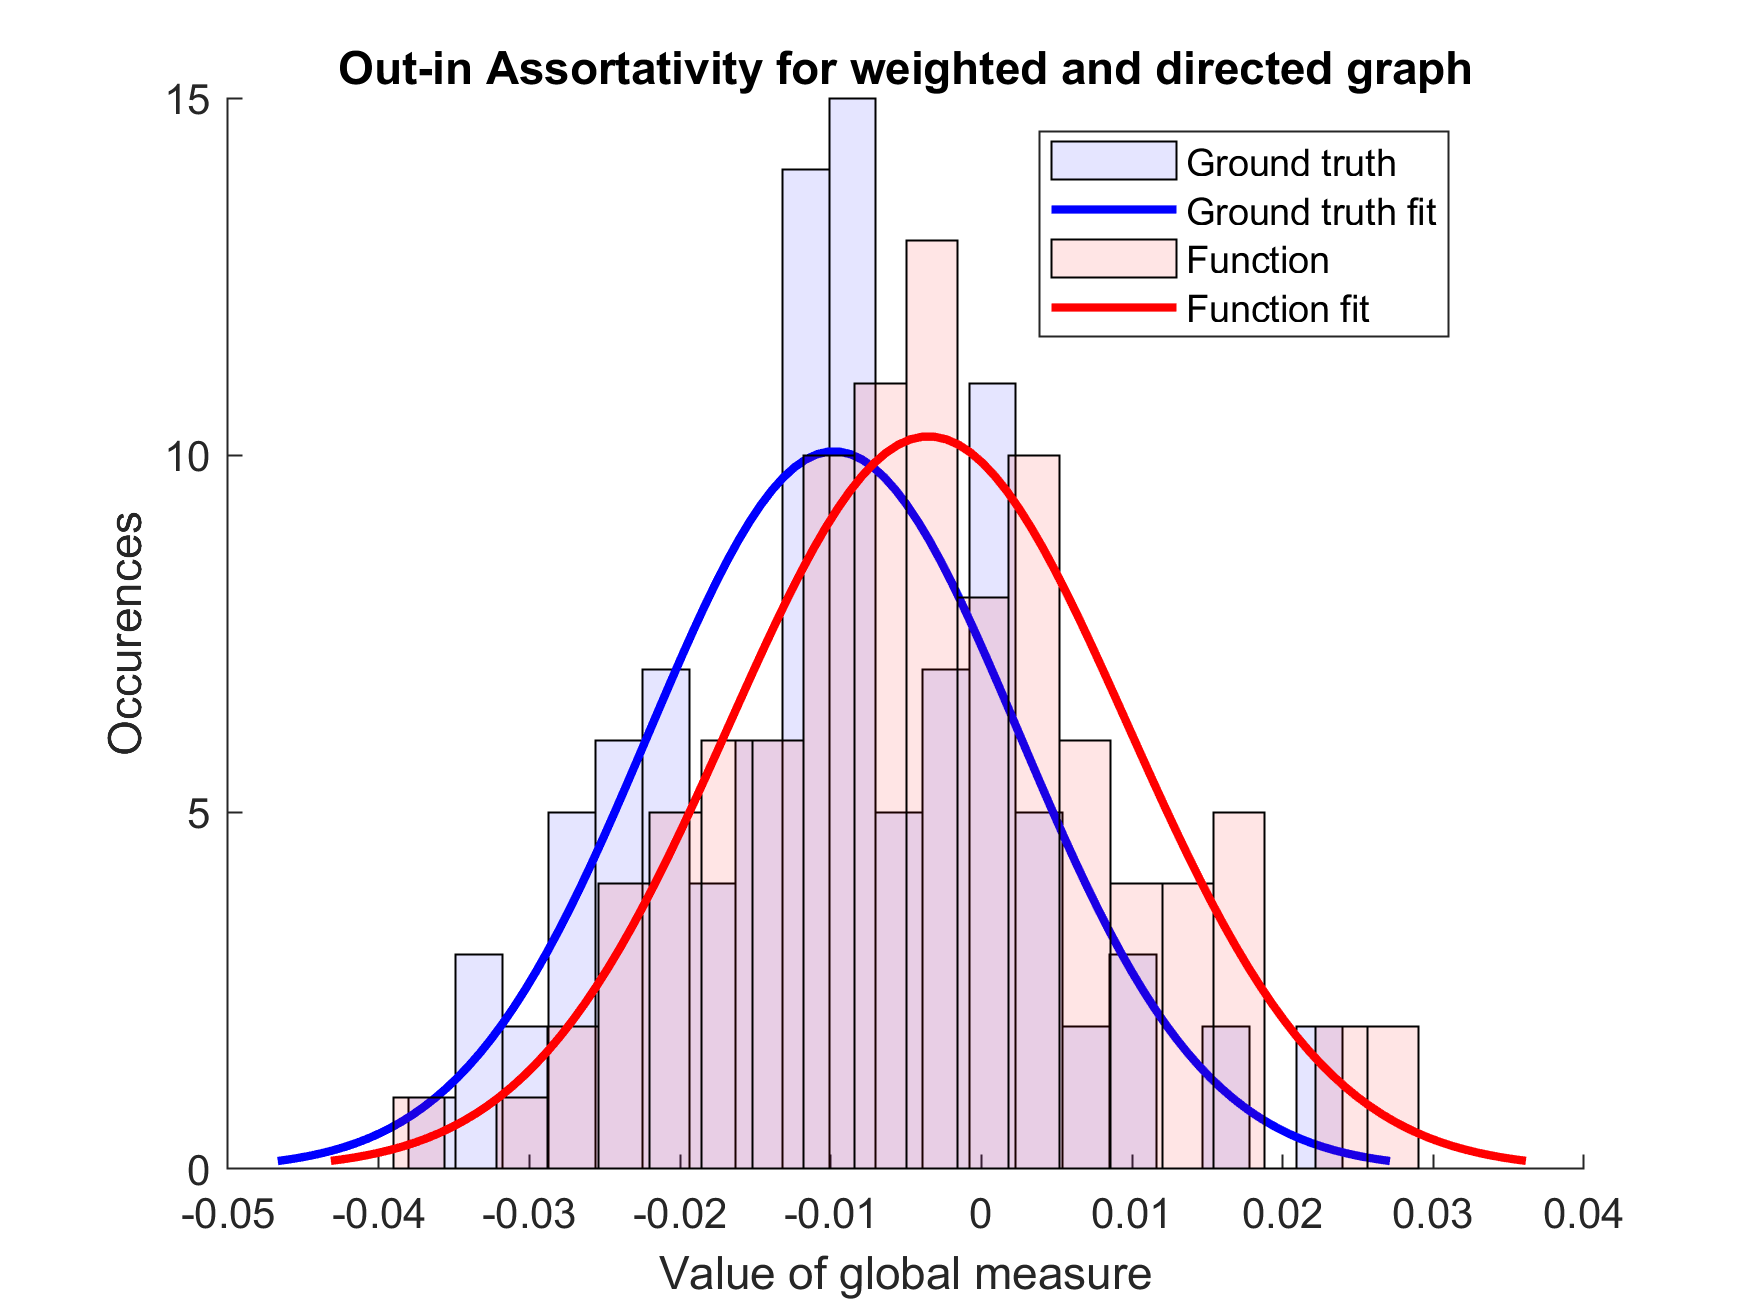 Out-in Assortativity for weighted and directed graph
15
10
5
0
Occurences
Ground truth
Ground truth fit
Function
Function fit
-0.05 -0.04 -0.03 -0.02 -0.01 0 0.01 0.02 0.03 0.04
Value of global measure